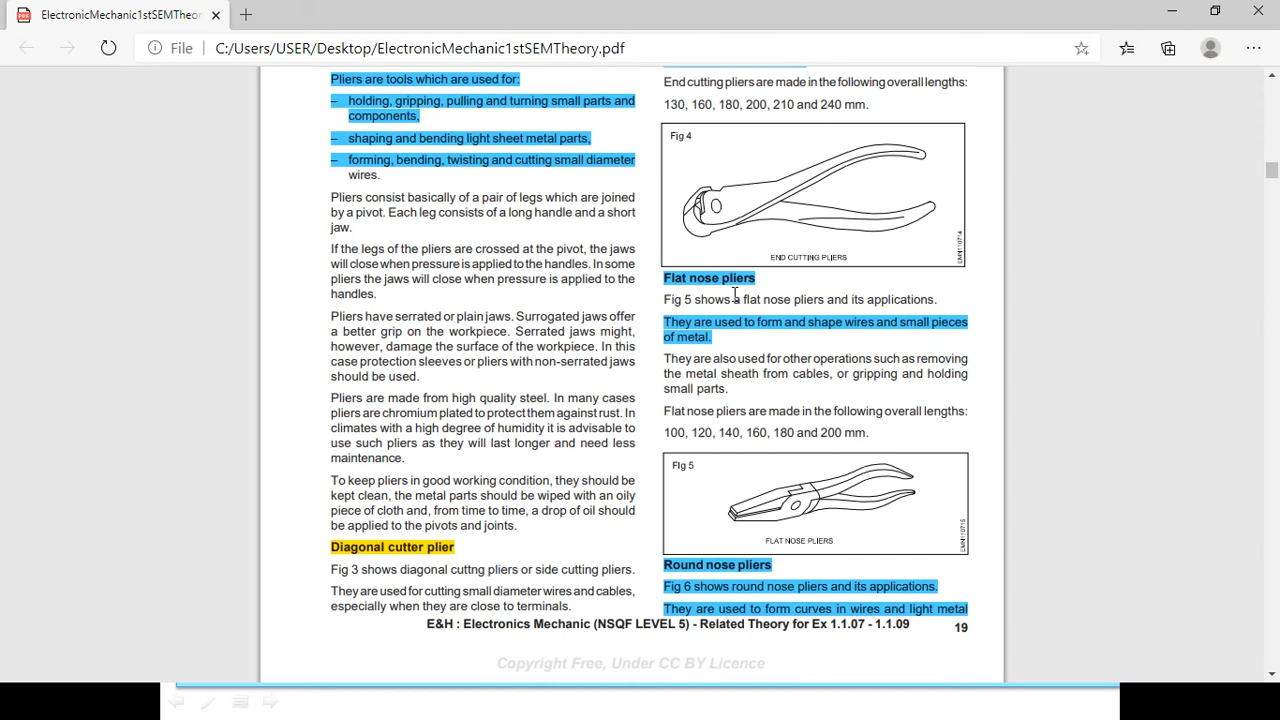 ElectronicMechanic1stSEMTheor
File
C:/Users/USER/Desktop/ElectronicMechanic1stSEMTheory.pdf
Pliers are tools which are used for:
– holding, gripping, pulling and turning small parts and
components,
– shaping and bending light sheet metal parts,
– forming, bending, twisting and cutting small diameter
wires.
Pliers consist basically of a pair of legs which are joined
by a pivot. Each leg consists of a long handle and a short
jaw.
If the legs of the pliers are crossed at the pivot, the jaws
will close when pressure is applied to the handles. In some
pliers the jaws will close when pressure is applied to the
handles.
Pliers have serrated or plain jaws. Surrogated jaws offer
a better grip on the workpiece. Serrated jaws might,
however, damage the surface of the workpiece. In this
case protection sleeves or pliers with non-serrated jaws
should be used.
Pliers are made from high quality steel. In many cases
pliers are chromium plated to protect them against rust. In
climates with a high degree of humidity it is advisable to
use such pliers as they will last longer and need less
maintenance.
To keep pliers in good working condition, they should be
kept clean, the metal parts should be wiped with an oily
piece of cloth and, from time to time, a drop of oil should
be applied to the pivots and joints.
Diagonal cutter plier
Fig 3 shows diagonal cuttng pliers or side cutting pliers.
They are used for cutting small diameter wires and cables,
especially when they are close to terminals.
End cutting pliers are made in the following overall lengths:
130, 160, 180, 200, 210 and 240 mm.
Fig 4
END CUTTING PLIERS
EMN110714
Flat nose pliers
Fig 5 shows a flat nose pliers and its applications.
They are used to form and shape wires and small pieces
of metal.
They are also used for other operations such as removing
the metal sheath from cables, or gripping and holding
small parts.
Flat nose pliers are made in the following overall lengths:
100, 120, 140, 160, 180 and 200 mm.
FIg 5
FLAT NOSE PLIERS
EMN110715
Round nose pliers
Fig 6 shows round nose pliers and its applications.
They are used to form curves in wires and light metal
E&H : Electronics Mechanic (NSQF LEVEL 5) - Related Theory for Ex 1.1.07 - 1.1.09
19
Copyright Free, Under CC BY Licence